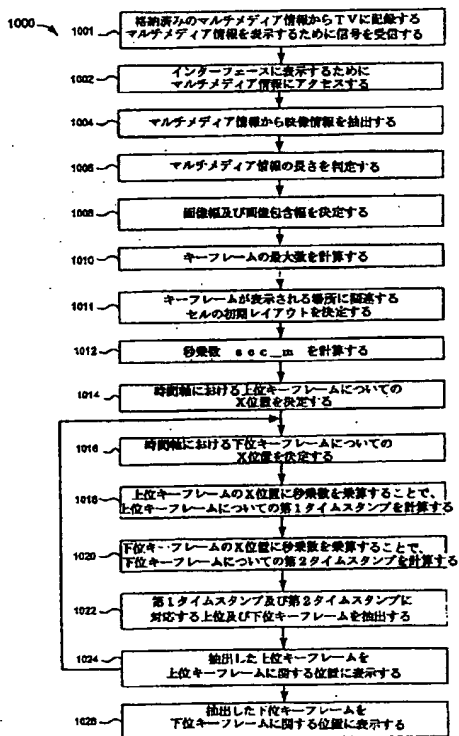 1000
1001
格納済みのマルチメディア情報からTVに記録する
マルチメディア情報を表示するために信号を受信する
1002
インターフェースに表示するために
マルチメディア情報にアクセスする
1004
マルチメディア情報から映像情報を抽出する
1006
マルチメディア情報の長さを判定する
1008
画像幅及び画像包含幅を決定する
1010
キーフレームの最大数を計算する
1011
キーフレームが表示される場所に関連する
セルの初期レイアウトを決定する
1012
秒乗数 sec_m を計算する
1014
時間軸における上位キーフレームについての
X位置を決定する
1016
時間軸における下位キーフレームについての
X位置を決定する
1018
上位キーフレームのX位置に秒乗数を乗算することで、
上位キーフレームについての第1タイムスタンプを計算する
1020
下位キーフレームのX位置に秒乗数を乗算することで、
下位キーフレームについての第2タイムスタンプを計算する
1022
第1タイムスタンプ及び第2タイムスタンプに
対応する上位及び下位キーフレームを抽出する
1024
抽出した上位キーフレームを
上位キーフレームに関する位置に表示する
1026
抽出した下位キーフレームを
下位キーフレームに関する位置に表示する